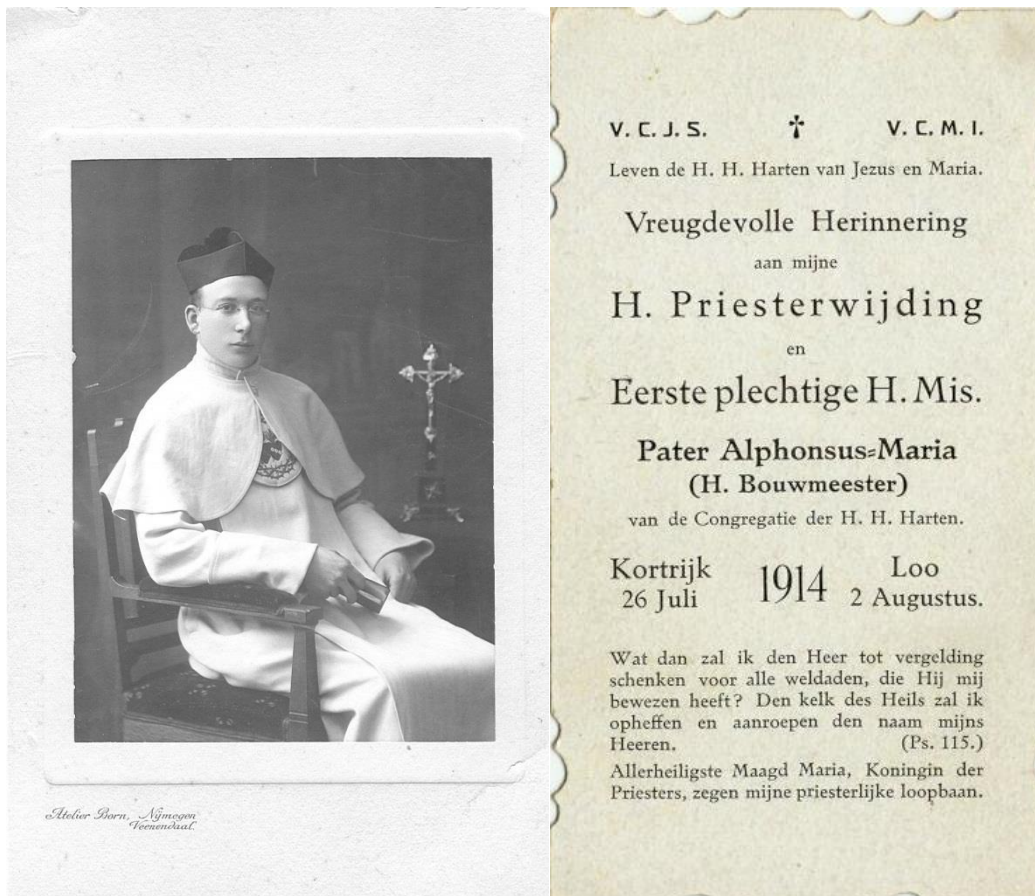 Atelier Born, Nijmegen
Veenendaal.
V. C. J. S. † V. C. M. I.
Leven de H. H. Harten van Jezus en Maria.
Vreugdevolle Herinnering
aan mijne
H. Priesterwijding
en
Eerste plechtige H. Mis.
Pater Alphonsus=Maria
(H. Bouwmeester)
van de Congregatie der H. H. Harten.
Kortrijk 1914 Loo
26 Juli 2 Augustus.
Wat dan zal ik den Heer tot vergelding
schenken voor alle weldaden, die Hij mij
bewezen heeft? Den kelk des Heils zal ik
opheffen en aanroepen den naam mijns
Heeren. (Ps. 115.)
Allerheiligste Maagd Maria, Koningin der
Priesters, zegen mijne priesterlijke loopbaan.